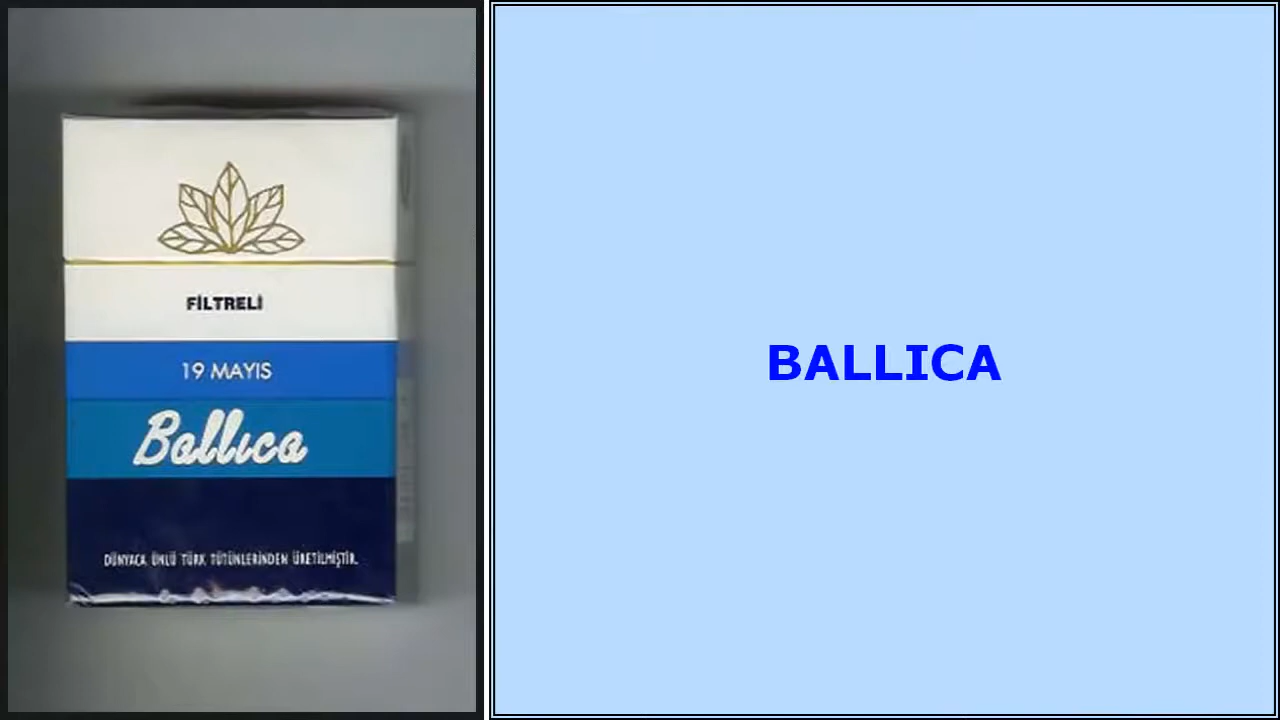 FİLTRELİ
19 MAYIS
Ballıca
DÜNYACA ÜNLÜ TÜRK TÜTÜNLERİNDEN ÜRETİLMİŞTİR.
BALLICA